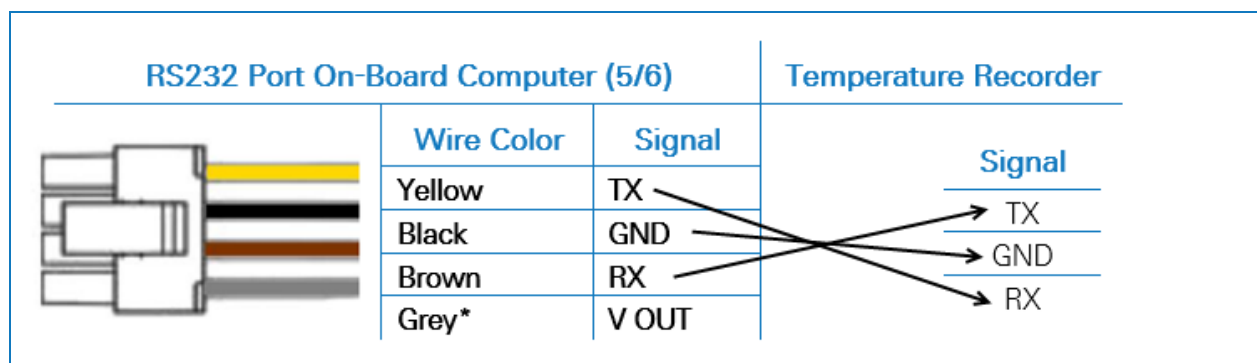 RS232 Port On-Board Computer (5/6) Temperature Recorder
Wire Color Signal
Signal
Yellow TX
TX
Black GND
GND
Brown RX
RX
Grey* V OUT